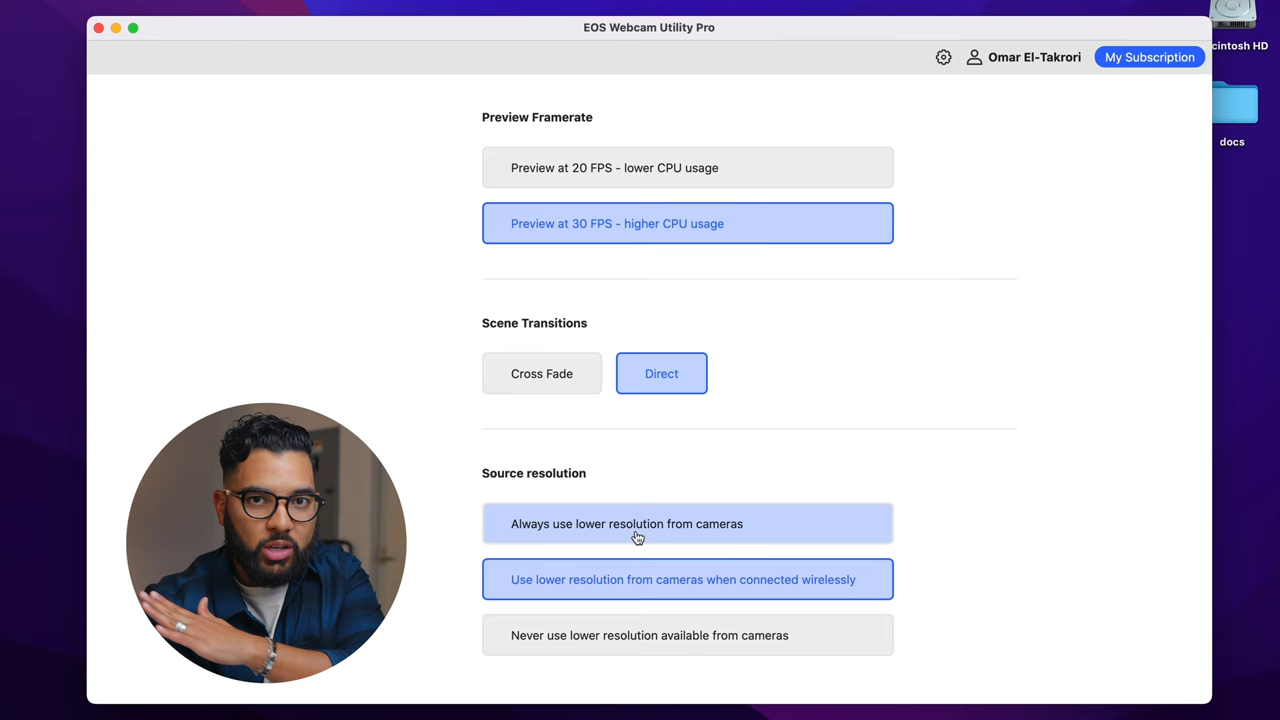 EOS Webcam Utility Pro
cintosh HD
Omar El-Takrori
My Subscription
docs
Preview Framerate
Preview at 20 FPS - lower CPU usage
Preview at 30 FPS - higher CPU usage
Scene Transitions
Cross Fade
Direct
Source resolution
Always use lower resolution from cameras
Use lower resolution from cameras when connected wirelessly
Never use lower resolution available from cameras